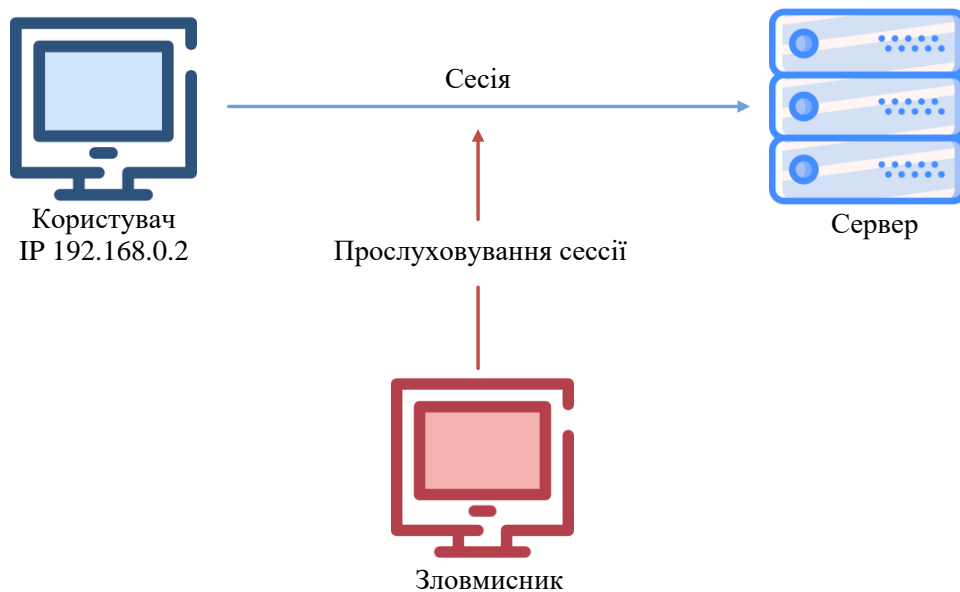 Сесія
Користувач
IP 192.168.0.2
Сервер
Прослуховування сессії
Зловмисник